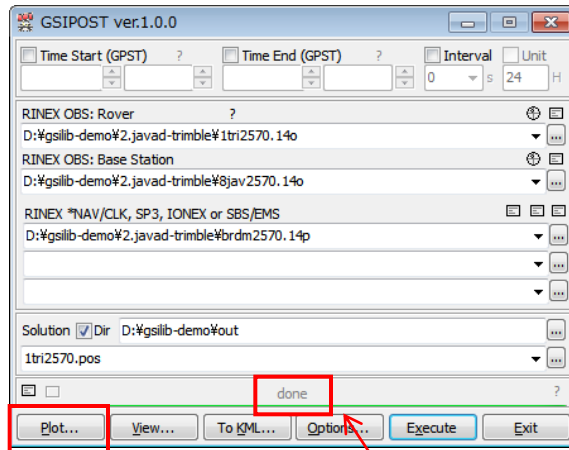 GSIPOST ver.1.0.0
Time Start (GPST) ? Time End (GPST) ? Interval Unit
0 s 24 H
RINEX OBS: Rover ?
D:¥gsilib-demo¥2.javad-trimble¥1tri2570.14o
RINEX OBS: Base Station
D:¥gsilib-demo¥2.javad-trimble¥8jav2570.14o
RINEX *NAV/CLK, SP3, IONEX or SBS/EMS
D:¥gsilib-demo¥2.javad-trimble¥brdm2570.14p
Solution Dir D:¥gsilib-demo¥out
1tri2570.pos
done ?
Plot... View... To KML... Options... Execute Exit